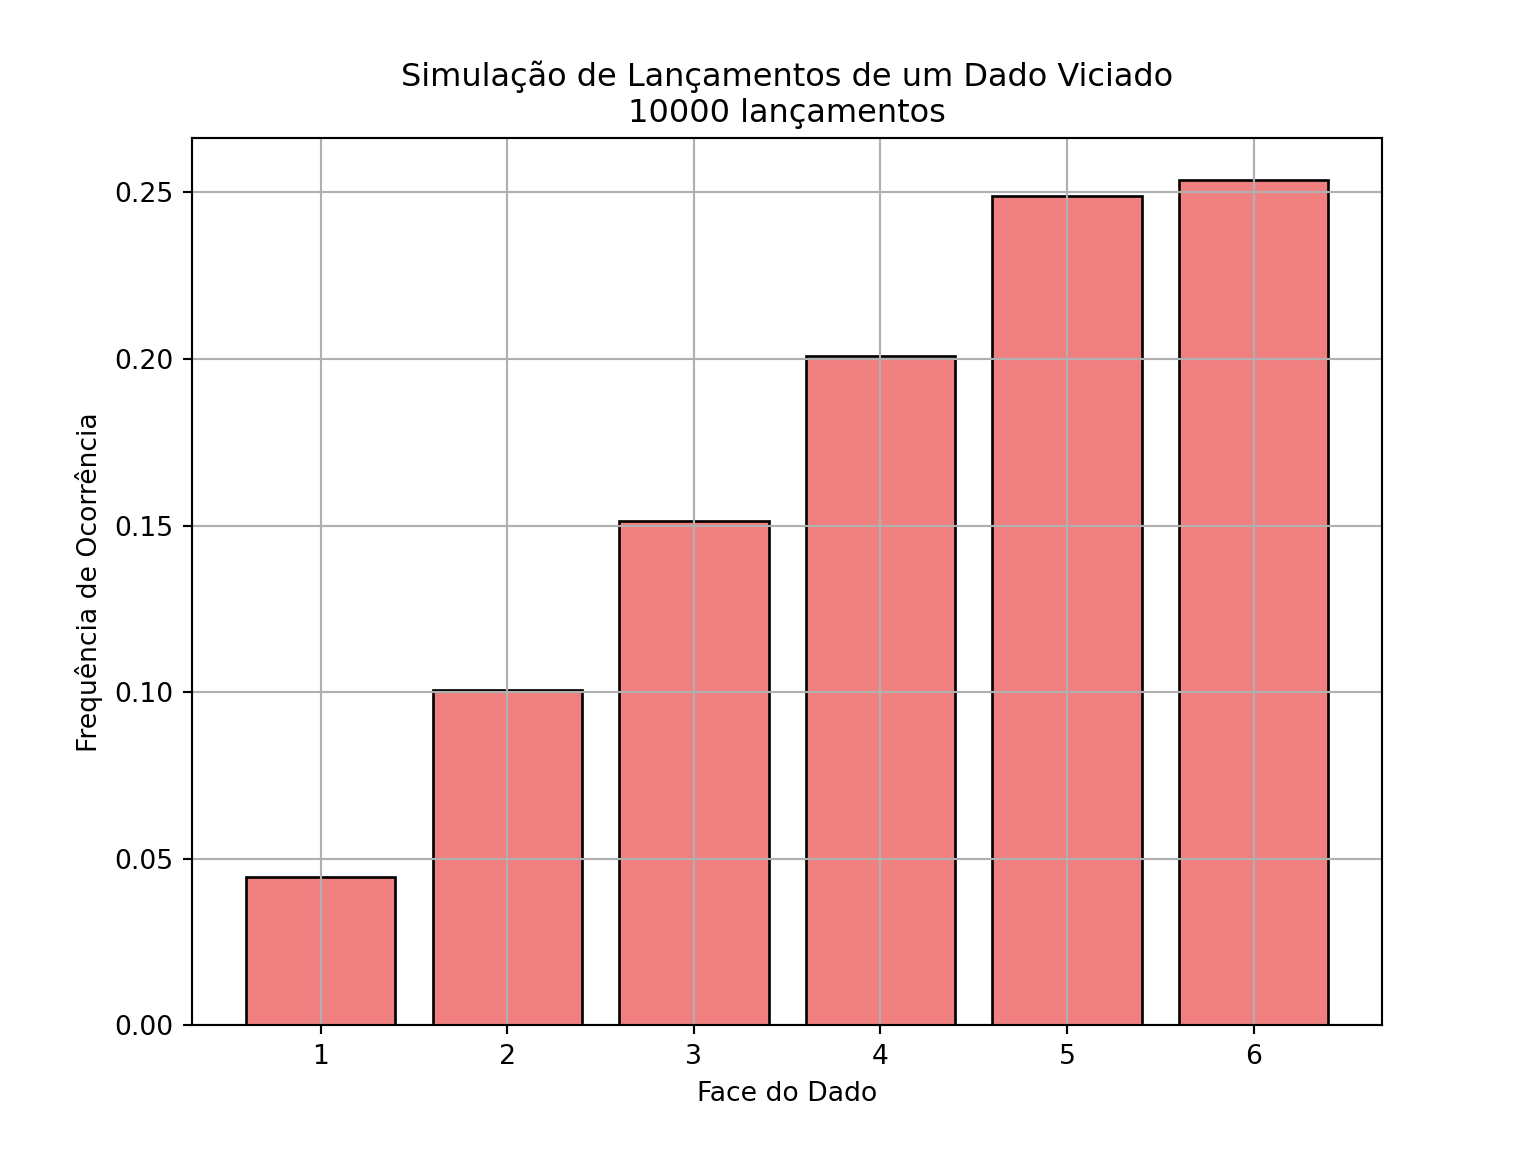 Simulação de Lançamentos de um Dado Viciado
10000 lançamentos
Frequência de Ocorrência
0.25
0.20
0.15
0.10
0.05
0.00
1 2 3 4 5 6
Face do Dado